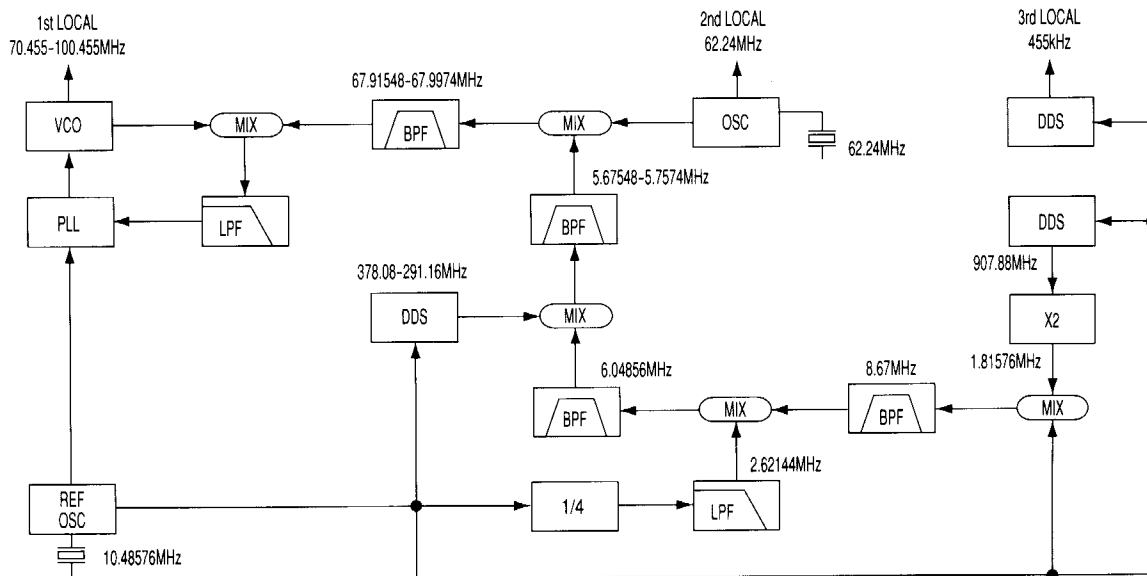 1st LOCAL
70.455-100.455MHz
2nd LOCAL
62.24MHz
3rd LOCAL
455kHz
VCO
MIX
67.91548-67.9974MHz
BPF
MIX
OSC
62.24MHz
DDS
PLL
LPF
5.67548-5.7574MHz
BPF
DDS
907.88MHz
378.08-291.16MHz
DDS
MIX
X2
1.81576MHz
6.04856MHz
BPF
MIX
8.67MHz
BPF
MIX
2.62144MHz
REF
OSC
1/4
LPF
10.48576MHz